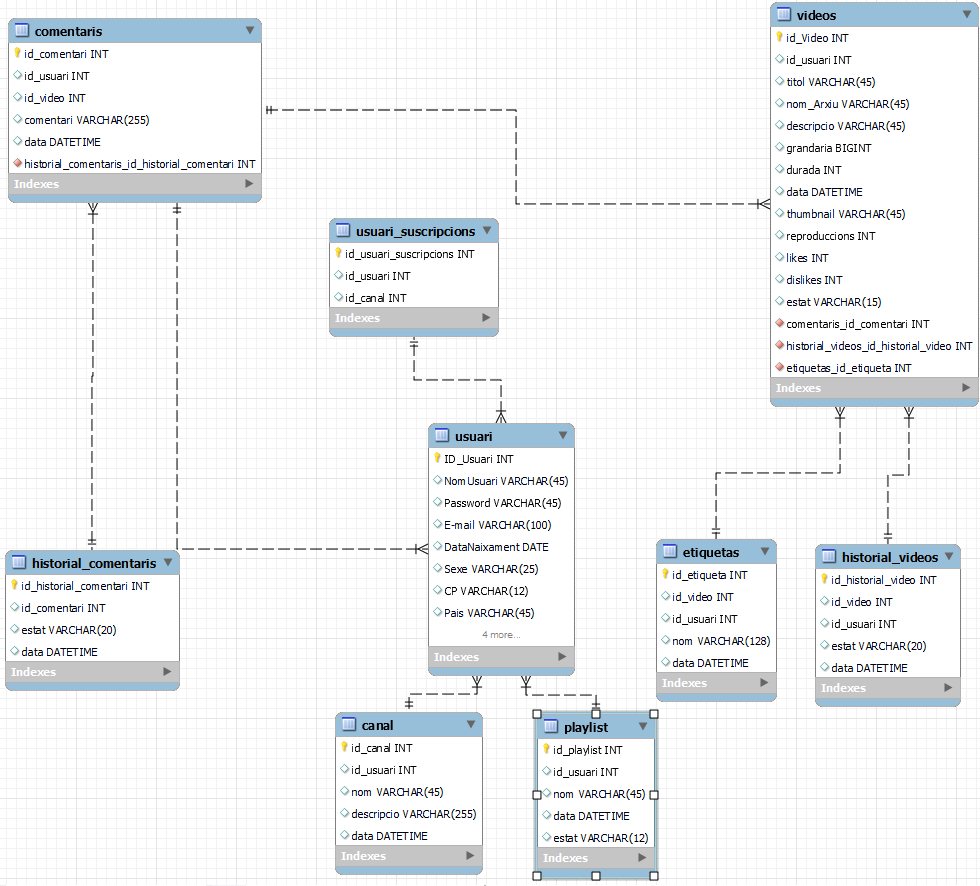 comentaris
id_comentari INT
id_usuari INT
id_video INT
comentari VARCHAR(255)
data DATETIME
historial_comentaris_id_historial_comentari INT
Indexes
videos
id_Video INT
id_usuari INT
titol VARCHAR(45)
nom_Arxiu VARCHAR(45)
descripcio VARCHAR(45)
grandaria BIGINT
durada INT
data DATETIME
thumbnail VARCHAR(45)
reproduccions INT
likes INT
dislikes INT
estat VARCHAR(15)
comentaris_id_comentari INT
historial_videos_id_historial_video INT
etiquetas_id_etiqueta INT
Indexes
usuari_suscripcions
id_usuari_suscripcions INT
id_usuari INT
id_canal INT
Indexes
usuari
ID_Usuari INT
NomUsuari VARCHAR(45)
Password VARCHAR(45)
E-mail VARCHAR(100)
DataNaixament DATE
Sexe VARCHAR(25)
CP VARCHAR(12)
Pais VARCHAR(45)
4 more...
Indexes
historial_comentaris
id_historial_comentari INT
id_comentari INT
estat VARCHAR(20)
data DATETIME
Indexes
etiquetas
id_etiqueta INT
id_video INT
id_usuari INT
nom VARCHAR(128)
data DATETIME
Indexes
historial_videos
id_historial_video INT
id_video INT
id_usuari INT
estat VARCHAR(20)
data DATETIME
Indexes
canal
id_canal INT
id_usuari INT
nom VARCHAR(45)
descripcio VARCHAR(255)
data DATETIME
Indexes
playlist
id_playlist INT
id_usuari INT
nom VARCHAR(45)
data DATETIME
estat VARCHAR(12)
Indexes